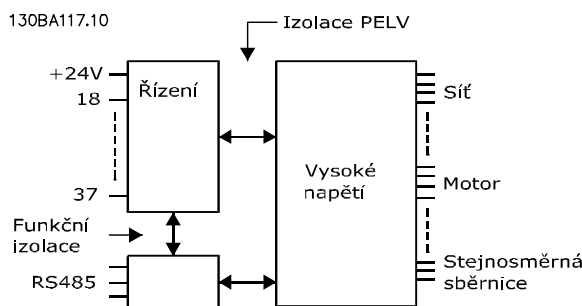 130BA117.10
Izolace PELV
+24V
18
Řízení
Síť
37
Vysoké
napětí
Motor
Funkční
izolace
RS485
Stejnosměrná
sběrnice